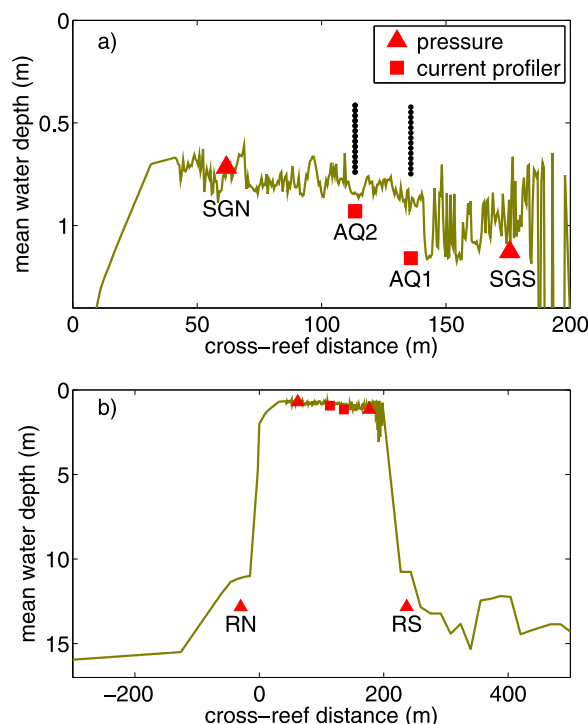 a)
pressure
current profiler
mean water depth (m)
0
0.5
1
SGN
AQ2
AQ1
SGS
0 50 100 150 200
cross−reef distance (m)
b)
mean water depth (m)
0
5
10
15
RN
RS
−200 0 200 400
cross−reef distance (m)